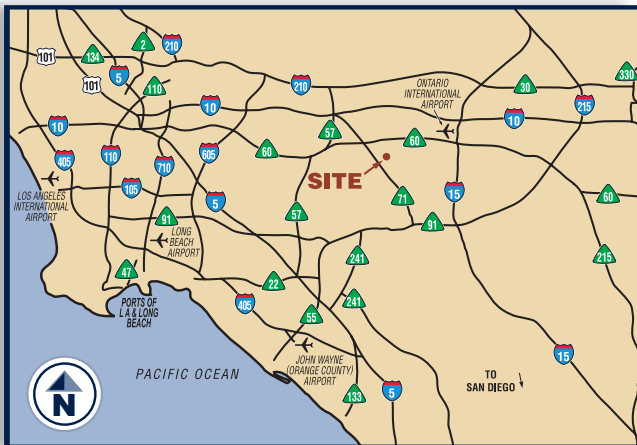 2
210
101
134
5
101
110
10
210
ONTARIO
INTERNATIONAL
AIRPORT
30
330
215
10
10
57
60
60
405
110
710
605
105
5
SITE
71
15
91
60
LOS ANGELES
INTERNATIONAL
AIRPORT
91
57
LONG
BEACH
AIRPORT
241
215
47
22
PORTS OF
LA & LONG
BEACH
405
241
55
JOHN WAYNE
(ORANGE COUNTY)
AIRPORT
15
PACIFIC OCEAN
TO
SAN DIEGO
133
5
N